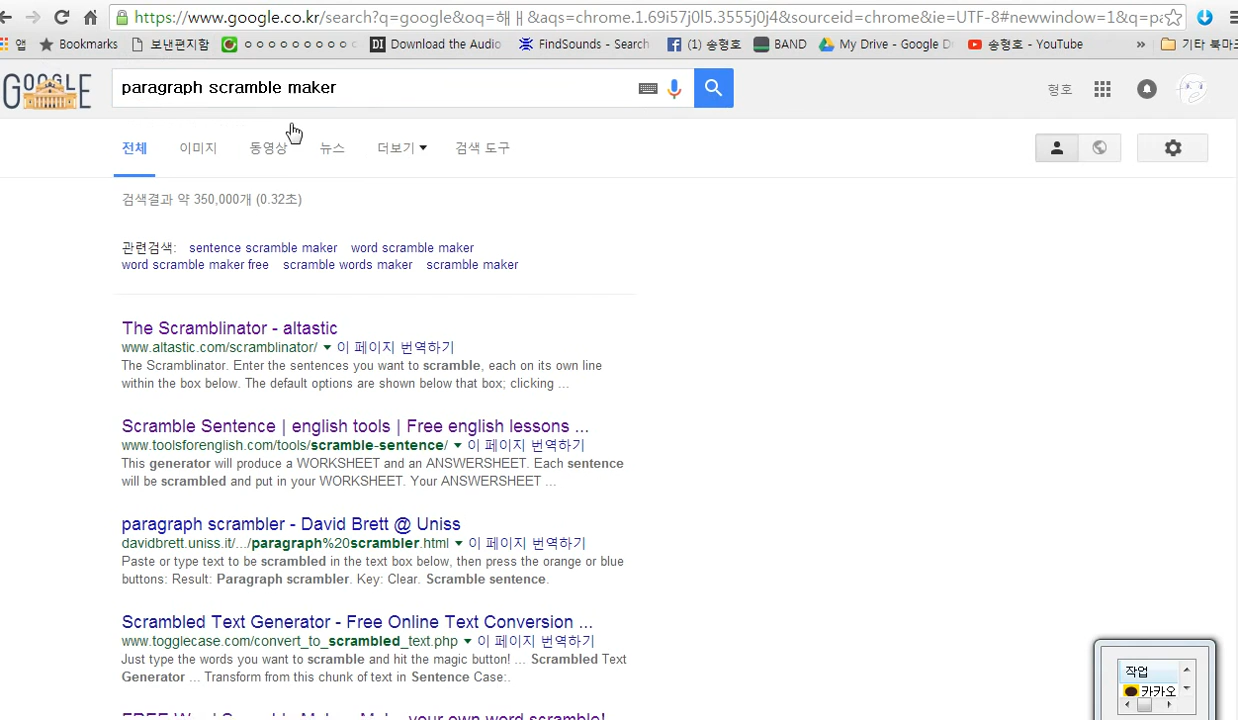 https://www.google.co.kr/search?q=google&oq=해ㅐ&aqs=chrome.1.69i57j0l5.3555j0j4&sourceid=chrome&ie=UTF-8#newwindow=1&q=pa
앱 Bookmarks 보낸편지함 ㅇㅇㅇㅇㅇㅇㅇㅇㅇ DI Download the Audio FindSounds - Search (1) 송형호 BAND My Drive - Google D 송형호 - YouTube » 기타 북마크
GOOGLE paragraph scramble maker 형호
전체 이미지 동영상 뉴스 더보기 검색 도구
검색결과 약 350,000개 (0.32초)
관련검색: sentence scramble maker word scramble maker
word scramble maker free scramble words maker scramble maker
The Scramblinator - altastic
www.altastic.com/scramblinator/ 이 페이지 번역하기
The Scramblinator. Enter the sentences you want to scramble, each on its own line
within the box below. The default options are shown below that box; clicking ...
Scramble Sentence | english tools | Free english lessons ...
www.toolsforenglish.com/tools/scramble-sentence/ 이 페이지 번역하기
This generator will produce a WORKSHEET and an ANSWERSHEET. Each sentence
will be scrambled and put in your WORKSHEET. Your ANSWERSHEET ...
paragraph scrambler - David Brett @ Uniss
davidbrett.uniss.it/.../paragraph%20scrambler.html 이 페이지 번역하기
Paste or type text to be scrambled in the text box below, then press the orange or blue
buttons: Result: Paragraph scrambler. Key: Clear. Scramble sentence.
Scrambled Text Generator - Free Online Text Conversion ...
www.togglecase.com/convert_to_scrambled_text.php 이 페이지 번역하기
Just type the words you want to scramble and hit the magic button! ... Scrambled Text
Generator ... Transform from this chunk of text in Sentence Case:.
FREE Word Scramble Maker - Make your own word scramble!
작업
카카오